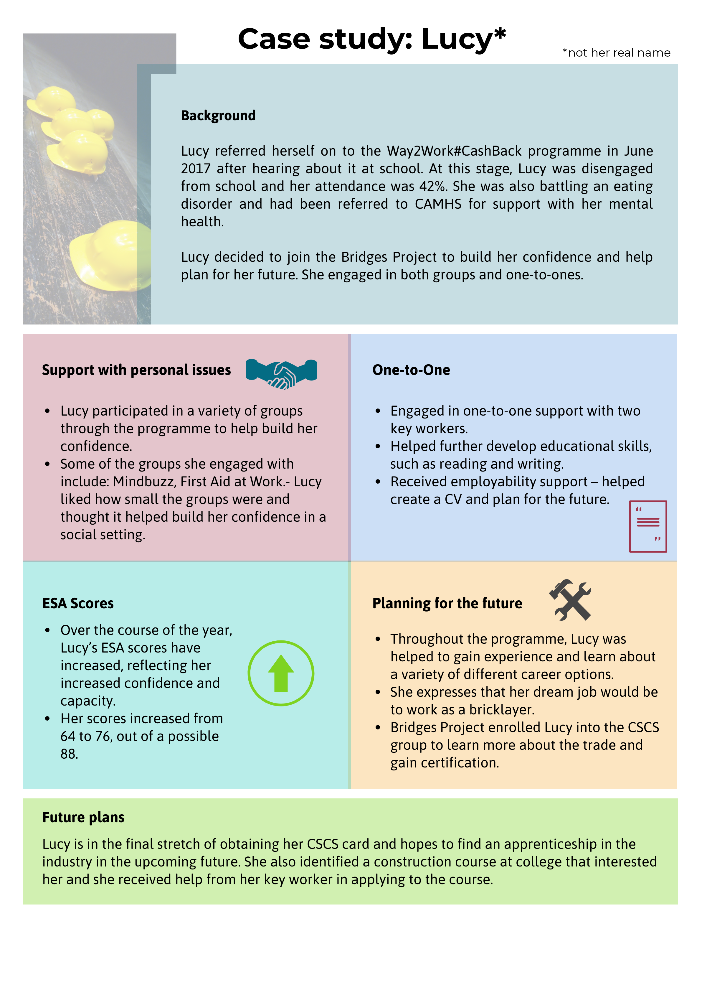 Case study: Lucy*
*not her real name
Background
Lucy referred herself on to the Way2Work#CashBack programme in June
2017 after hearing about it at school. At this stage, Lucy was disengaged
from school and her attendance was 42%. She was also battling an eating
disorder and had been referred to CAMHS for support with her mental
health.
Lucy decided to join the Bridges Project to build her confidence and help
plan for her future. She engaged in both groups and one-to-ones.
Support with personal issues
• Lucy participated in a variety of groups
through the programme to help build her
confidence.
• Some of the groups she engaged with
include: Mindbuzz, First Aid at Work.- Lucy
liked how small the groups were and
thought it helped build her confidence in a
social setting.
One-to-One
• Engaged in one-to-one support with two
key workers.
• Helped further develop educational skills,
such as reading and writing.
• Received employability support – helped
create a CV and plan for the future.
ESA Scores
• Over the course of the year,
Lucy’s ESA scores have
increased, reflecting her
increased confidence and
capacity.
• Her scores increased from
64 to 76, out of a possible
88.
Planning for the future
• Throughout the programme, Lucy was
helped to gain experience and learn about
a variety of different career options.
• She expresses that her dream job would be
to work as a bricklayer.
• Bridges Project enrolled Lucy into the CSCS
group to learn more about the trade and
gain certification.
Future plans
Lucy is in the final stretch of obtaining her CSCS card and hopes to find an apprenticeship in the
industry in the upcoming future. She also identified a construction course at college that interested
her and she received help from her key worker in applying to the course.